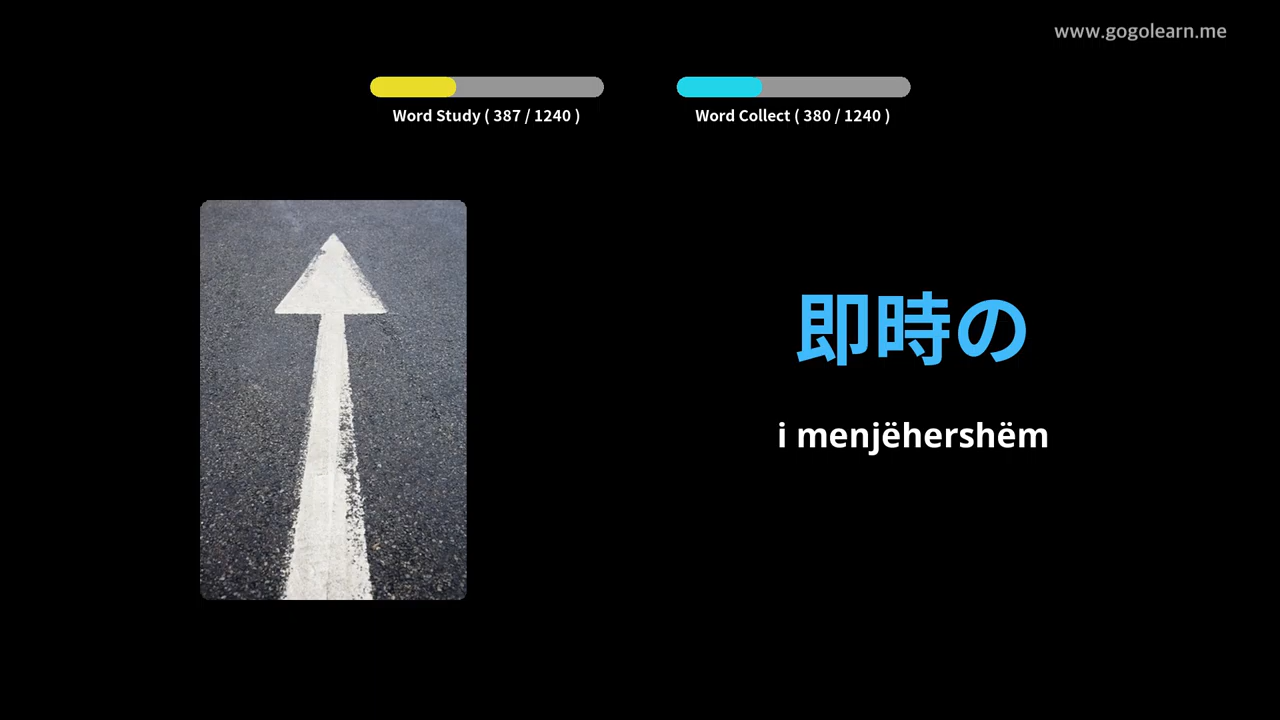 www.gogolearn.me
Word Study ( 387 / 1240 )
Word Collect ( 380 / 1240 )
即時の
i menjëhershëm